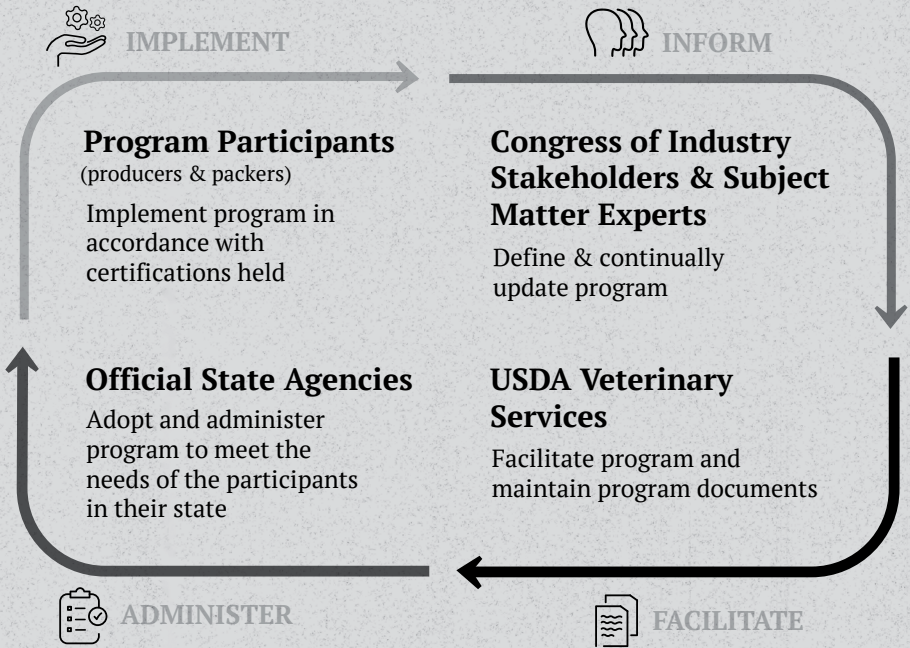 IMPLEMENT
Program Participants
(producers & packers)
Implement program in
accordance with
certifications held
INFORM
Congress of Industry
Stakeholders & Subject
Matter Experts
Define & continually
update program
Official State Agencies
Adopt and administer
program to meet the
needs of the participants
in their state
ADMINISTER
USDA Veterinary
Services
Facilitate program and
maintain program documents
FACILITATE